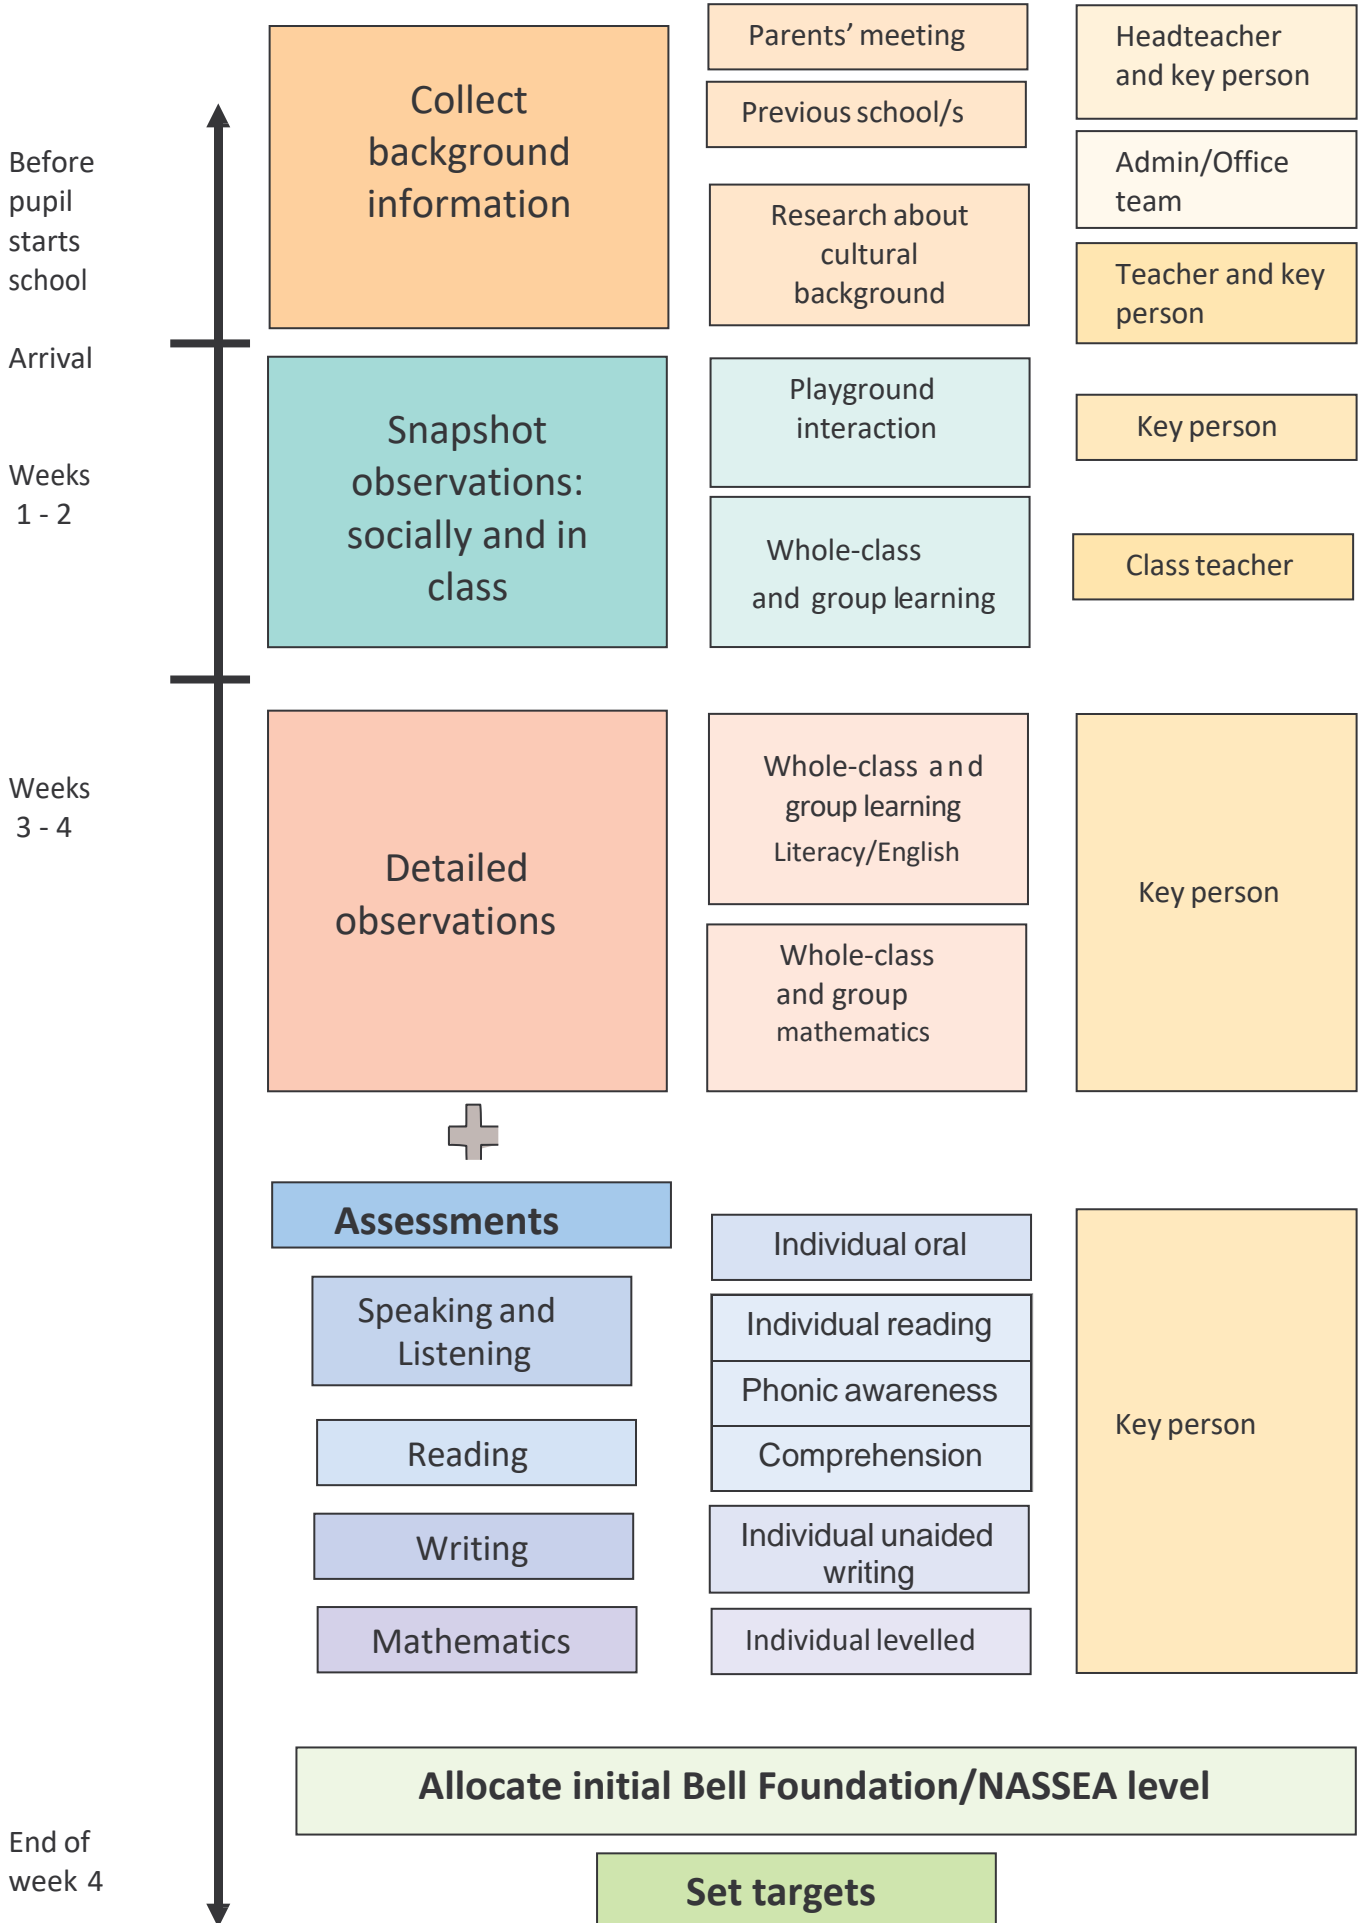 Before
pupil
starts
school
Collect
background
information
Parents’ meeting
Previous school/s
Research about
cultural
background
Headteacher
and key person
Admin/Office
team
Teacher and key
person
Arrival
Weeks
1 - 2
Snapshot
observations:
socially and in
class
Playground
interaction
Whole-class
and group learning
Key person
Class teacher
Weeks
3 - 4
Detailed
observations
Whole-class and
group learning
Literacy/English
Whole-class
and group
mathematics
Key person
Assessments
Speaking and
Listening
Reading
Writing
Mathematics
Individual oral
Individual reading
Phonic awareness
Comprehension
Individual unaided
writing
Individual levelled
Key person
Allocate initial Bell Foundation/NASSEA level
End of
week 4
Set targets